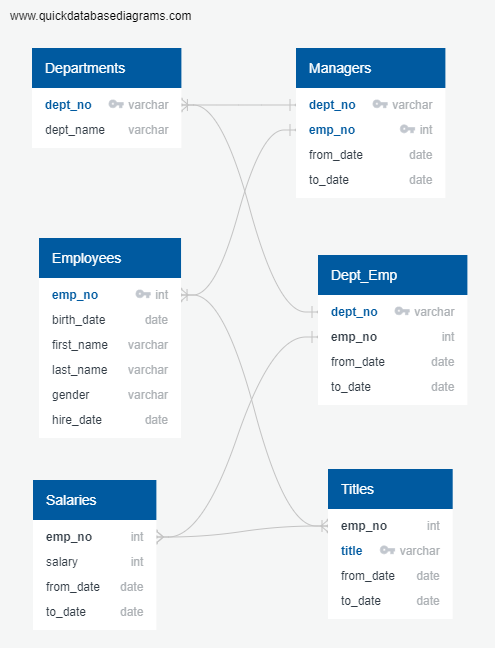 www.quickdatabasediagrams.com
Departments
dept_no varchar
dept_name varchar
Managers
dept_no varchar
emp_no int
from_date date
to_date date
Employees
emp_no int
birth_date date
first_name varchar
last_name varchar
gender varchar
hire_date date
Dept_Emp
dept_no varchar
emp_no int
from_date date
to_date date
Salaries
emp_no int
salary int
from_date date
to_date date
Titles
emp_no int
title varchar
from_date date
to_date date